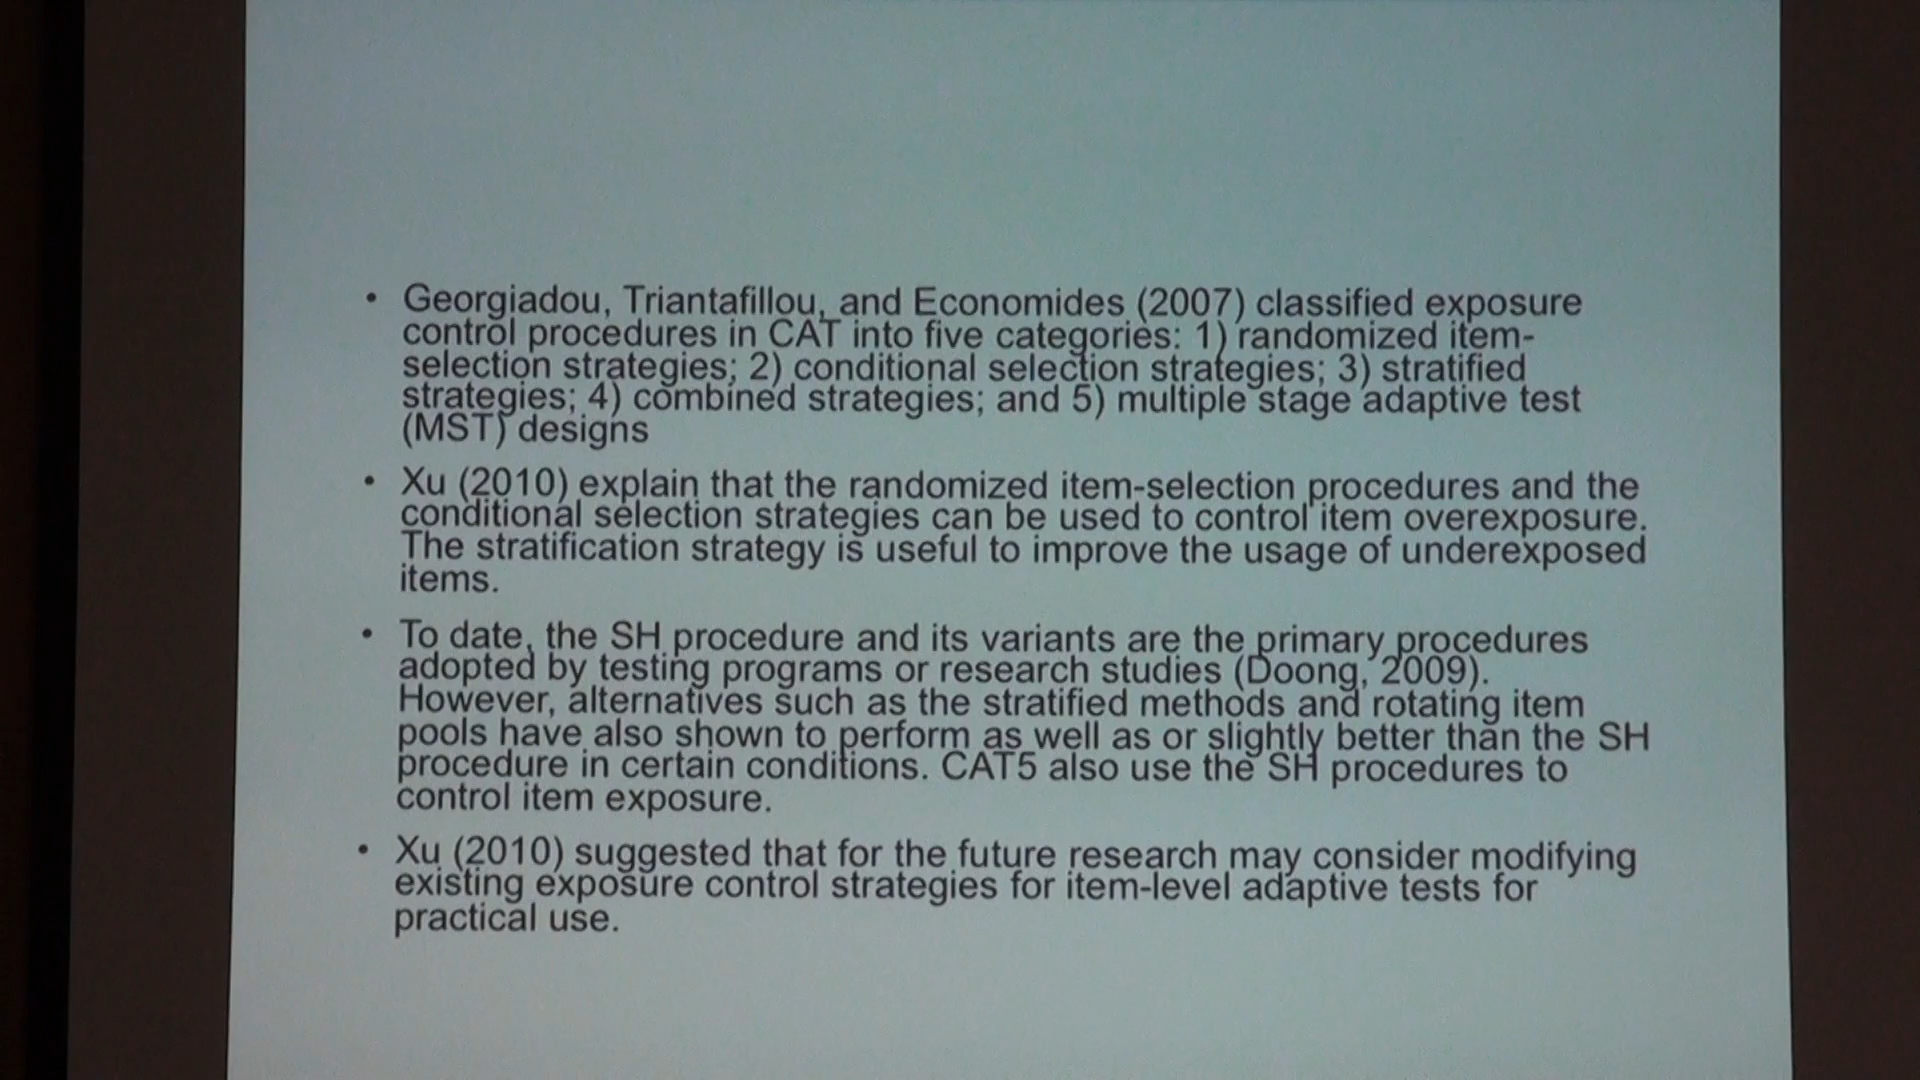 • Georgiadou, Triantafillou, and Economides (2007) classified exposure
control procedures in CAT into five categories: 1) randomized item-
selection strategies; 2) conditional selection strategies; 3) stratified
strategies; 4) combined strategies; and 5) multiple stage adaptive test
(MST) designs
• Xu (2010) explain that the randomized item-selection procedures and the
conditional selection strategies can be used to control item overexposure.
The stratification strategy is useful to improve the usage of underexposed
items.
• To date, the SH procedure and its variants are the primary procedures
adopted by testing programs or research studies (Doong, 2009).
However, alternatives such as the stratified methods and rotating item
pools have also shown to perform as well as or slightly better than the SH
procedure in certain conditions. CAT5 also use the SH procedures to
control item exposure.
• Xu (2010) suggested that for the future research may consider modifying
existing exposure control strategies for item-level adaptive tests for
practical use.